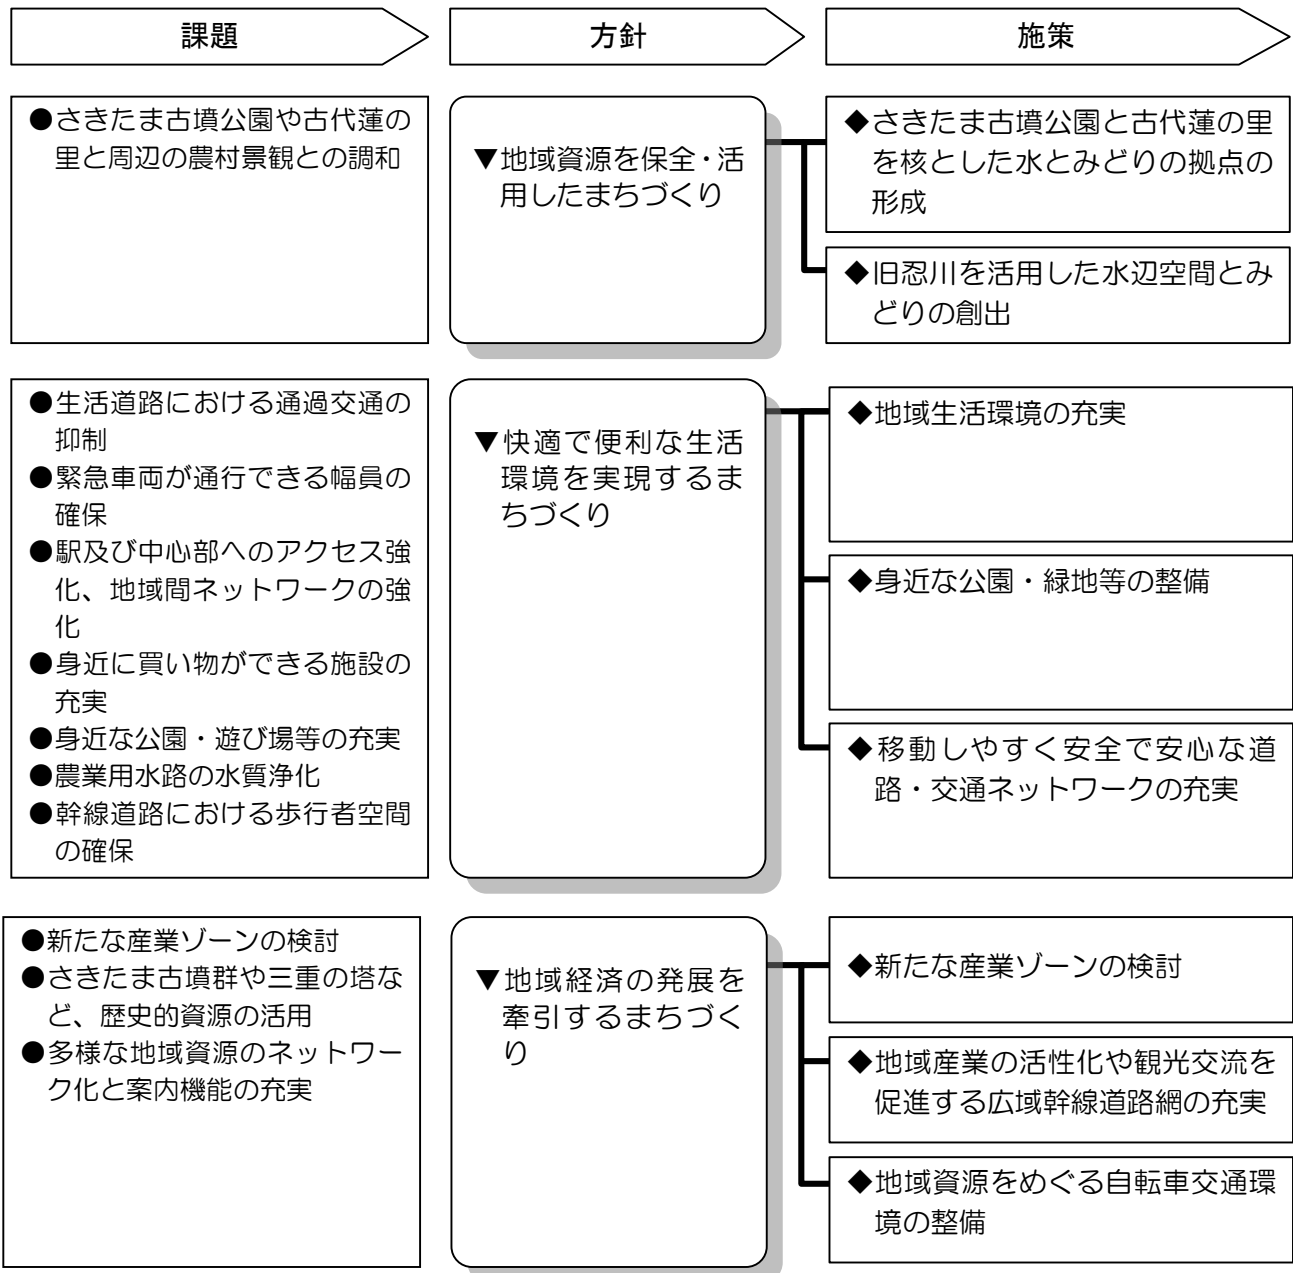 課題
方針
施策
●さきたま古墳公園や古代蓮の
里と周辺の農村景観との調和
▼地域資源を保全・活
用したまちづくり
◆さきたま古墳公園と古代蓮の里
を核とした水とみどりの拠点の
形成
◆旧忍川を活用した水辺空間とみ
どりの創出
●生活道路における通過交通の
抑制
●緊急車両が通行できる幅員の
確保
●駅及び中心部へのアクセス強
化、地域間ネットワークの強
化
●身近に買い物ができる施設の
充実
●身近な公園・遊び場等の充実
●農業用水路の水質浄化
●幹線道路における歩行者空間
の確保
▼快適で便利な生活
環境を実現するま
ちづくり
◆地域生活環境の充実
◆身近な公園・緑地等の整備
◆移動しやすく安全で安心な道
路・交通ネットワークの充実
●新たな産業ゾーンの検討
●さきたま古墳群や三重の塔な
ど、歴史的資源の活用
●多様な地域資源のネットワー
ク化と案内機能の充実
▼地域経済の発展を
牽引するまちづく
り
◆新たな産業ゾーンの検討
◆地域産業の活性化や観光交流を
促進する広域幹線道路網の充実
◆地域資源をめぐる自転車交通環
境の整備